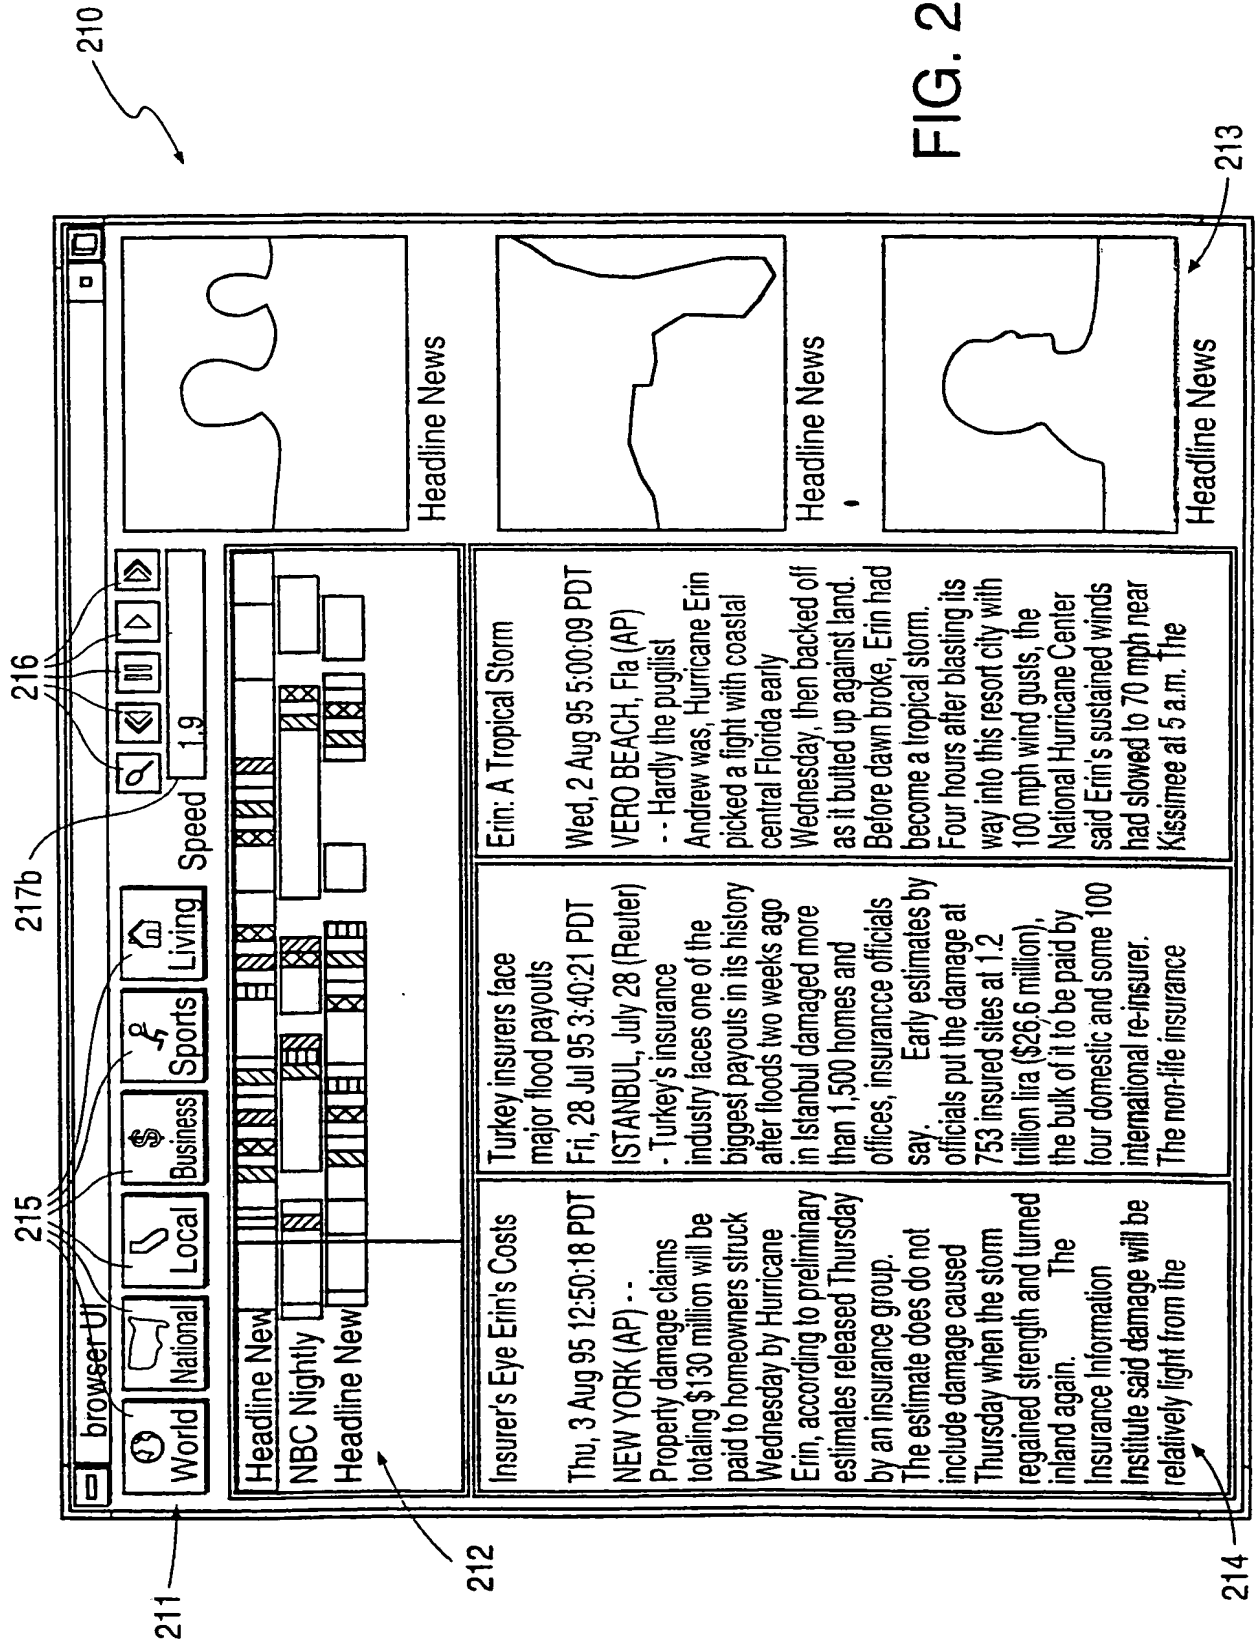 210
FIG. 2
215
216
217b
211
212
213
214
browser UI
World
National
Local
Business
Sports
Living
Speed
1.9
Headline New
NBC Nightly
Headline New
Headline News
Headline News
Headline News
Insurer's Eye Erin's Costs
Thu, 3 Aug 95 12:50:18 PDT
NEW YORK (AP) - -
Property damage claims
totaling $130 million will be
paid to homeowners struck
Wednesday by Hurricane
Erin, according to preliminary
estimates released Thursday
by an insurance group.
The estimate does do not
include damage caused
Thursday when the storm
regained strength and turned
inland again. The
Insurance Information
Institute said damage will be
relatively light from the
Turkey insurers face
major flood payouts
Fri, 28 Jul 95 3:40:21 PDT
ISTANBUL, July 28 (Reuter)
- Turkey's insurance
industry faces one of the
biggest payouts in its history
after floods two weeks ago
in Istanbul damaged more
than 1,500 homes and
offices, insurance officials
say. Early estimates by
officials put the damage at
753 insured sites at 1.2
trillion lira ($26.6 million),
the bulk of it to be paid by
four domestic and some 100
international re-insurer.
The non-life insurance
Erin: A Tropical Storm
Wed, 2 Aug 95 5:00:09 PDT
VERO BEACH, Fla (AP)
- - Hardly the pugilist
Andrew was, Hurricane Erin
picked a fight with coastal
central Florida early
Wednesday, then backed off
as it butted up against land.
Before dawn broke, Erin had
become a tropical storm.
Four hours after blasting its
way into this resort city with
100 mph wind gusts, the
National Hurricane Center
said Erin's sustained winds
had slowed to 70 mph near
Kissimee at 5 a.m. The